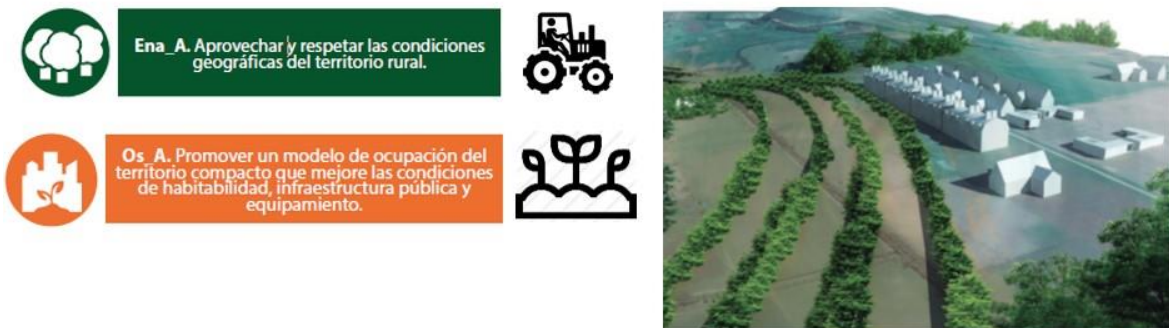 Ena_A. Aprovechar y respetar las condiciones
geográficas del territorio rural.
Os_A. Promover un modelo de ocupación del
territorio compacto que mejore las condiciones
de habitabilidad, infraestructura pública y
equipamiento.